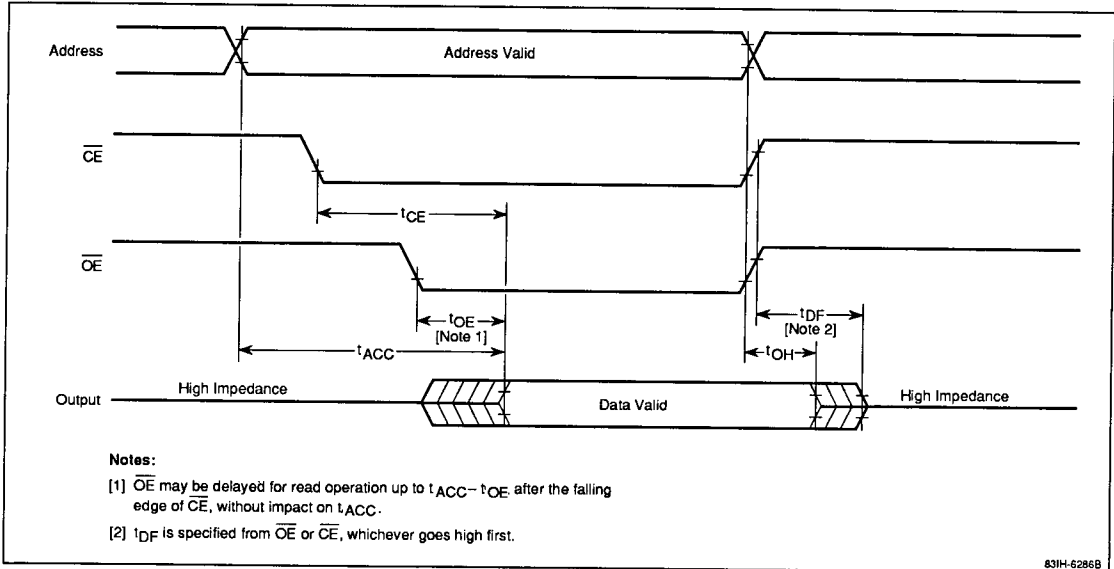 Address
Address Valid
CE
tCE
OE
tOE
[Note 1]
tDF
[Note 2]
tACC
tOH
Output
High Impedance
Data Valid
High Impedance
Notes:
[1] OE may be delayed for read operation up to tACC– tOE after the falling
edge of CE, without impact on tACC.
[2] tDF is specified from OE or CE, whichever goes high first.
83IH-6286B